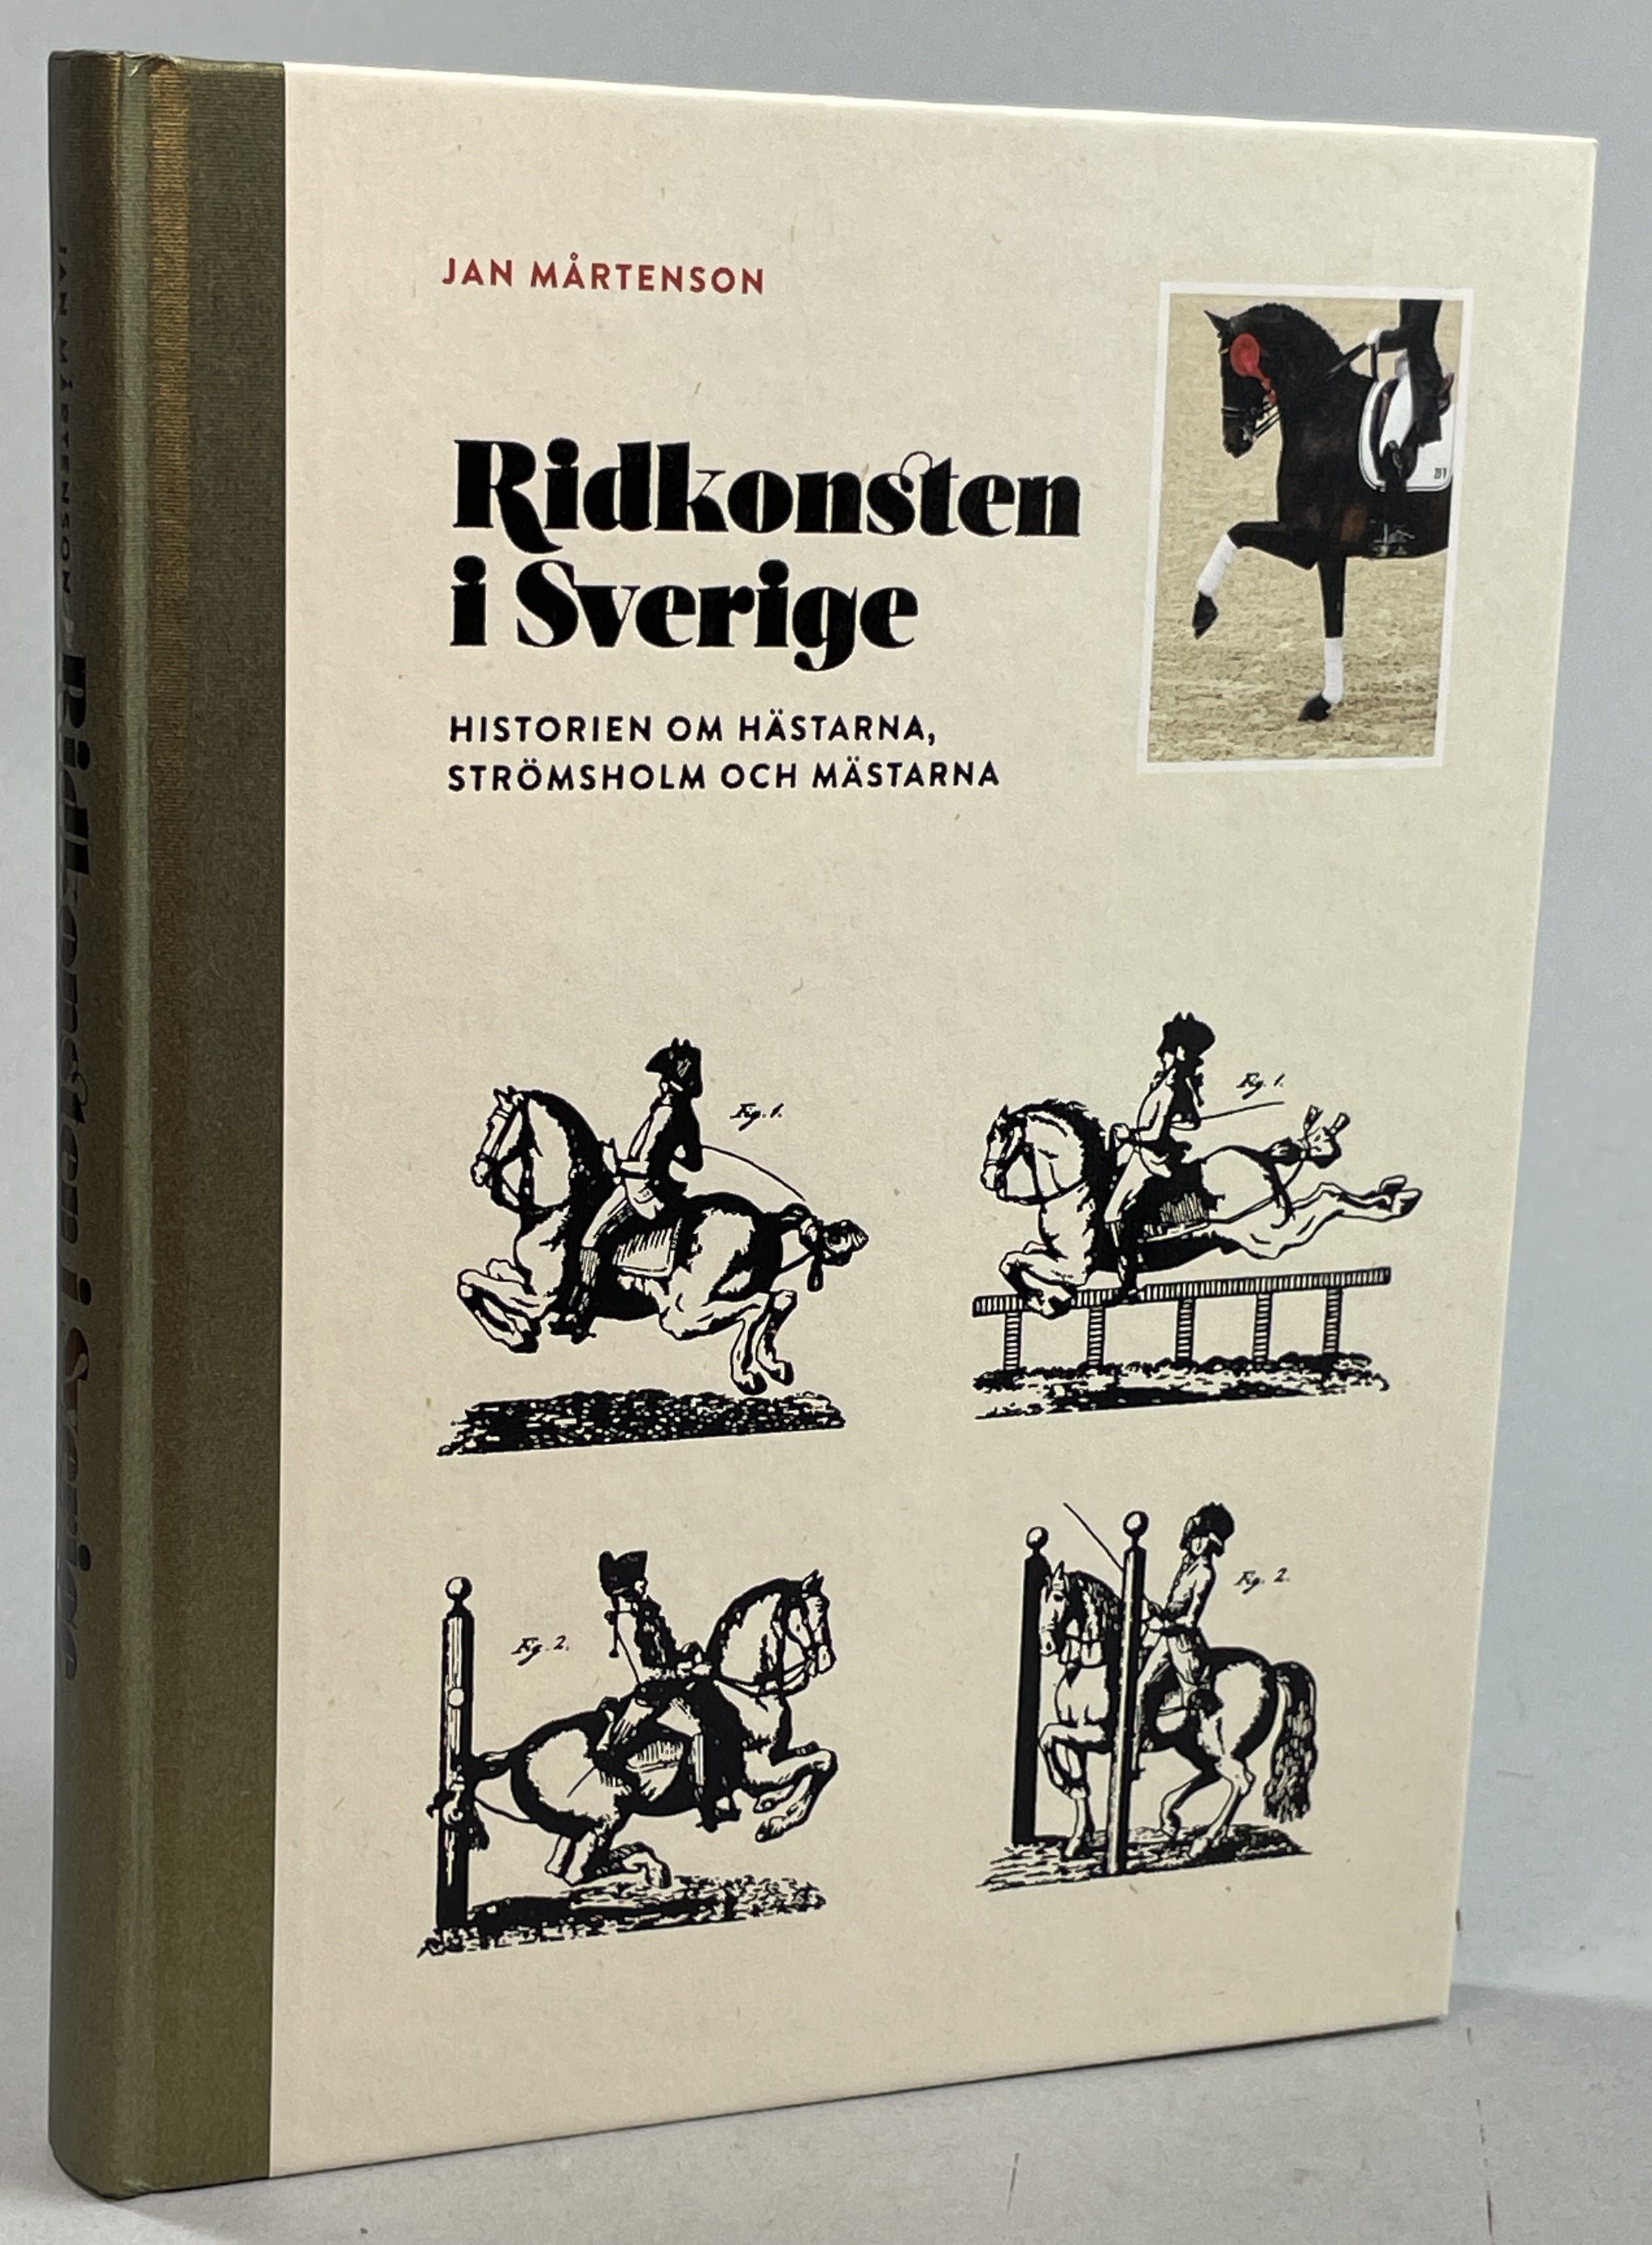 JAN MÅRTENSON
Ridkonsten
i Sverige
HISTORIEN OM HÄSTARNA,
STRÖMSHOLM OCH MÄSTARNA
Fig. 1.
Fig. 1.
Fig. 2.
Fig. 2.
JAN MÅRTENSON Ridkonsten i Sverige